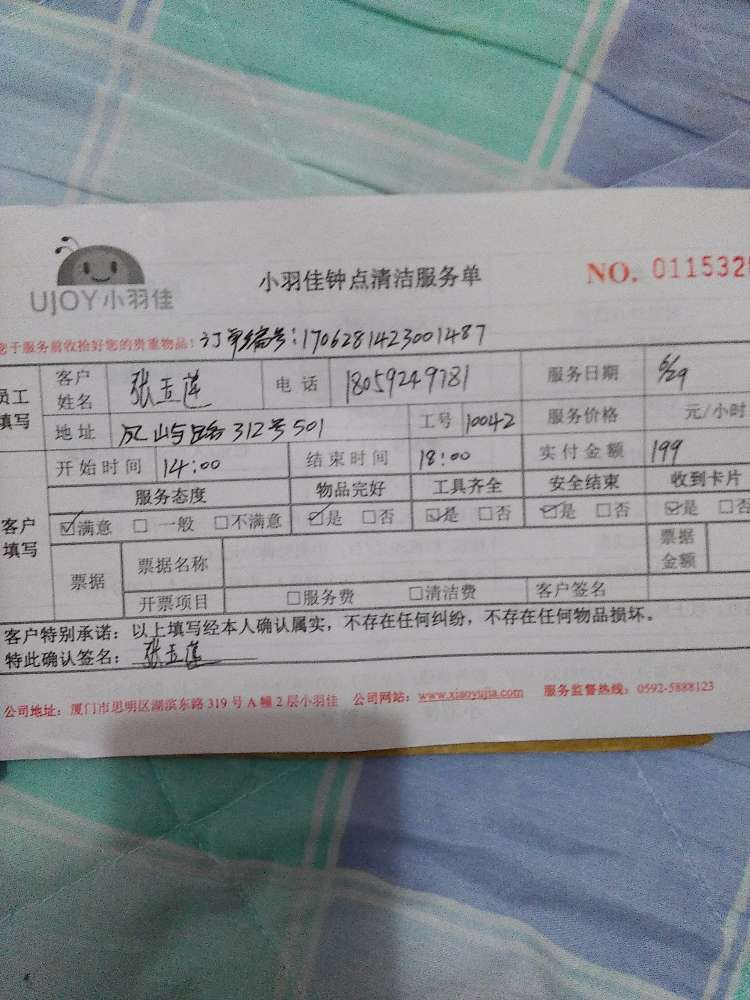 UJOY小羽佳
小羽佳钟点清洁服务单
NO. 0115320
您于服务前收拾好您的贵重物品! 订单编号:1706281423001487
员工填写 客户姓名 张玉莲 电话 18059249781 服务日期 6/29
地址 312号501 工号 10042 服务价格 元/小时
客户填写 开始时间 14:00 结束时间 18:00 实付金额 199
服务态度 物品完好 工具齐全 安全结束 收到卡片
☑满意 □一般 □不满意 ☑是 □否 ☑是 □否 ☑是 □否 ☑是 □否
票据 票据名称 票据金额
开票项目 □服务费 □清洁费 客户签名
客户特别承诺:以上填写经本人确认属实,不存在任何纠纷,不存在任何物品损坏。
特此确认签名:张玉莲
公司地址:厦门市思明区湖滨东路319号A幢2层小羽佳 公司网站:www.xiaoyujia.com 服务监督热线:0592-5888123